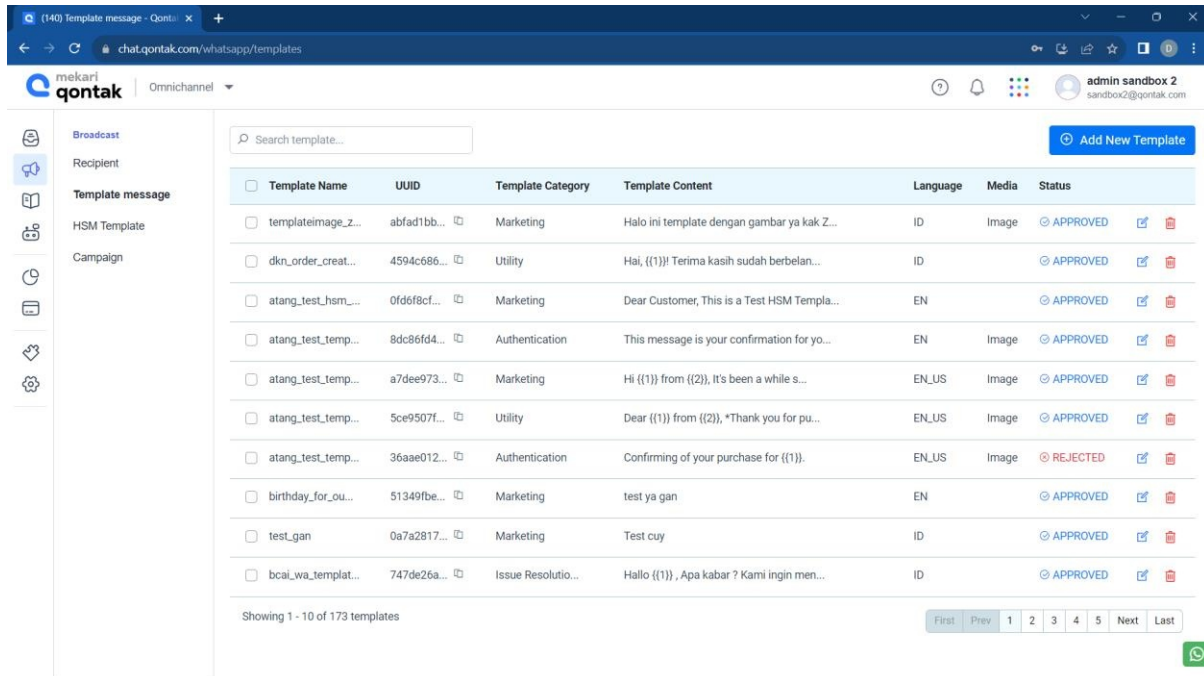 (140) Template message - Qonta
chat.qontak.com/whatsapp/templates
D
mekari
qontak
Omnichannel
admin sandbox 2
sandbox2@qontak.com
Broadcast
Recipient
Template message
HSM Template
Campaign
Search template...
Add New Template
Template Name UUID Template Category Template Content Language Media Status
templateimage_z... abfad1bb... Marketing Halo ini template dengan gambar ya kak Z... ID Image APPROVED
dkn_order_creat... 4594c686... Utility Hai, {{1}}! Terima kasih sudah berbelan... ID APPROVED
atang_test_hsm_... 0fd6f8cf... Marketing Dear Customer, This is a Test HSM Templa... EN APPROVED
atang_test_temp... 8dc86fd4... Authentication This message is your confirmation for yo... EN Image APPROVED
atang_test_temp... a7dee973... Marketing Hi {{1}} from {{2}}, It's been a while s... EN_US Image APPROVED
atang_test_temp... 5ce9507f... Utility Dear {{1}} from {{2}}, *Thank you for pu... EN_US Image APPROVED
atang_test_temp... 36aae012... Authentication Confirming of your purchase for {{1}}. EN_US Image REJECTED
birthday_for_ou... 51349fbe... Marketing test ya gan EN APPROVED
test_gan 0a7a2817... Marketing Test cuy ID APPROVED
bcai_wa_templat... 747de26a... Issue Resolutio... Hallo {{1}} , Apa kabar ? Kami ingin men... ID APPROVED
Showing 1 - 10 of 173 templates
First Prev 1 2 3 4 5 Next Last